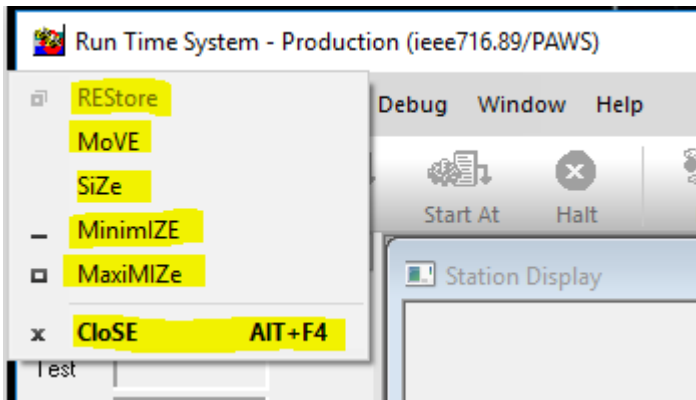 Run Time System - Production (ieee716.89/PAWS)
REStore
Debug Window Help
MoVE
SiZe
Start At Halt
MinimIZE
MaxiMIZe
Station Display
CloSE AlT+F4
Test